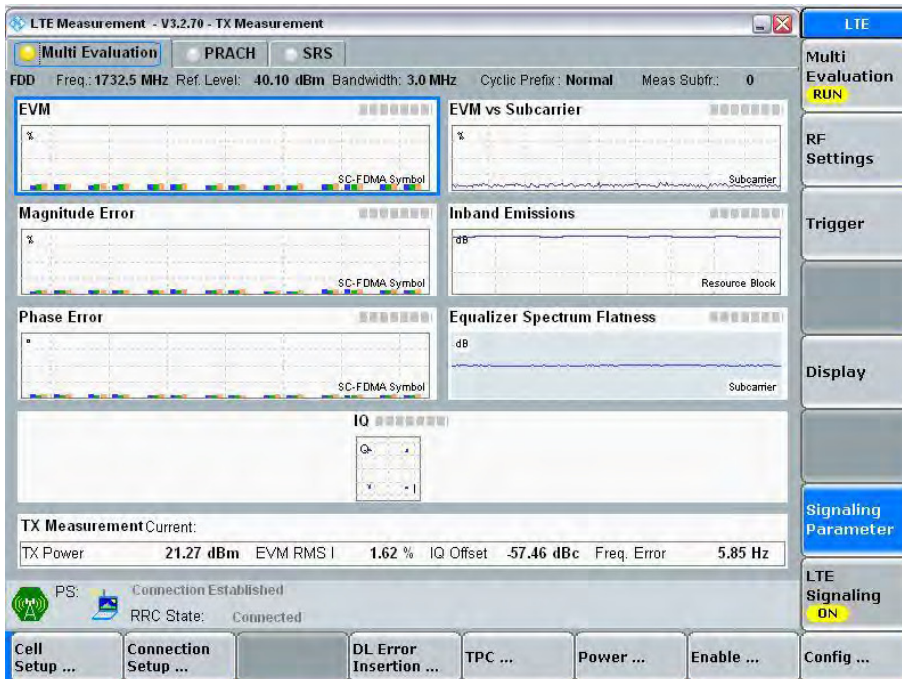 LTE Measurement - V3.2.70 - TX Measurement
LTE
Multi Evaluation PRACH SRS
FDD Freq.: 1732.5 MHz Ref. Level: 40.10 dBm Bandwidth: 3.0 MHz Cyclic Prefix: Normal Meas Subfr.: 0
EVM
%
SC-FDMA Symbol
EVM vs Subcarrier
%
Subcarrier
Magnitude Error
%
SC-FDMA Symbol
Inband Emissions
dB
Resource Block
Phase Error
°
SC-FDMA Symbol
Equalizer Spectrum Flatness
dB
Subcarrier
IQ
Q
I
TX Measurement Current:
TX Power 21.27 dBm EVM RMS l 1.62 % IQ Offset -57.46 dBc Freq. Error 5.85 Hz
PS: Connection Established
RRC State: Connected
Multi
Evaluation
RUN
RF
Settings
Trigger
Display
Signaling
Parameter
LTE
Signaling
ON
Cell
Setup ...
Connection
Setup ...
DL Error
Insertion ...
TPC ...
Power ...
Enable ...
Config ...